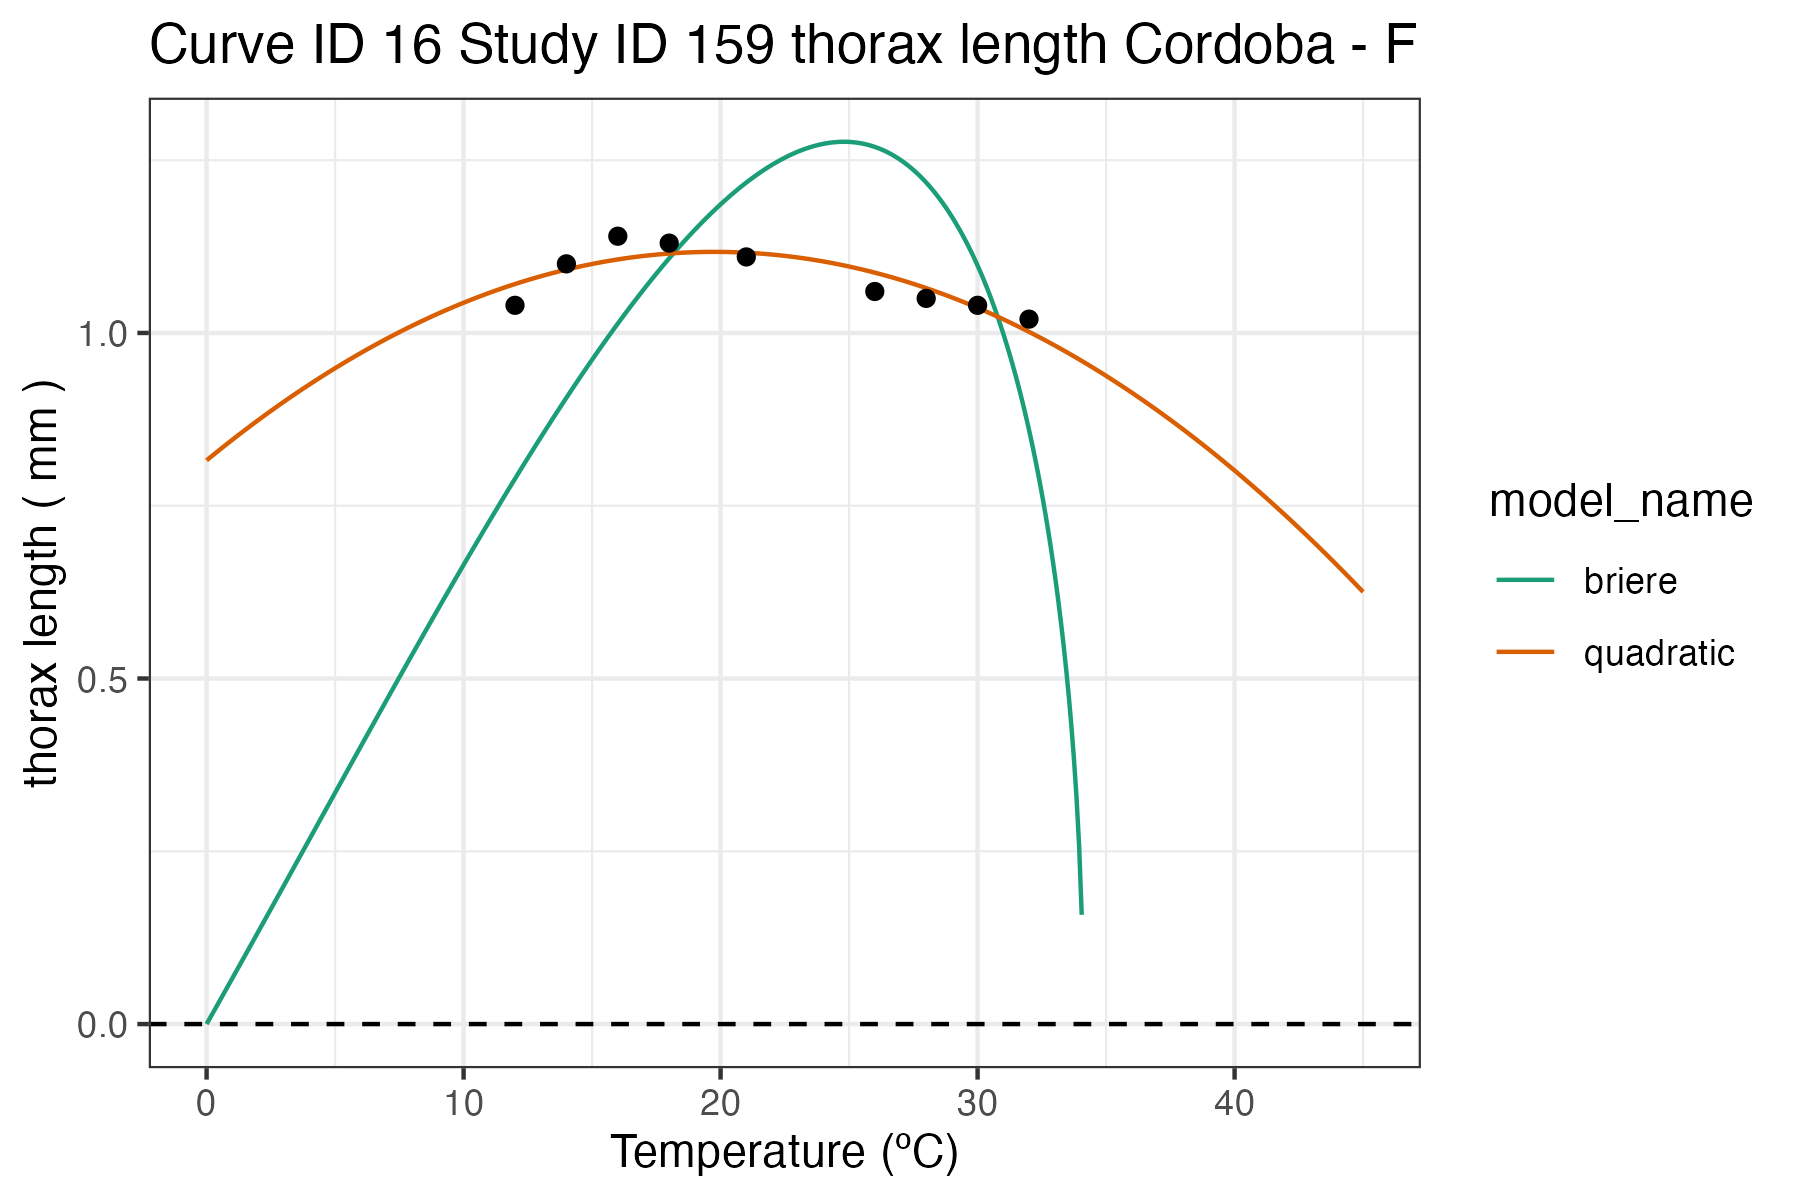 Curve ID 16 Study ID 159 thorax length Cordoba - F
thorax length ( mm )
1.0
0.5
0.0
0
10
20
30
40
Temperature (ºC)
model_name
briere
quadratic